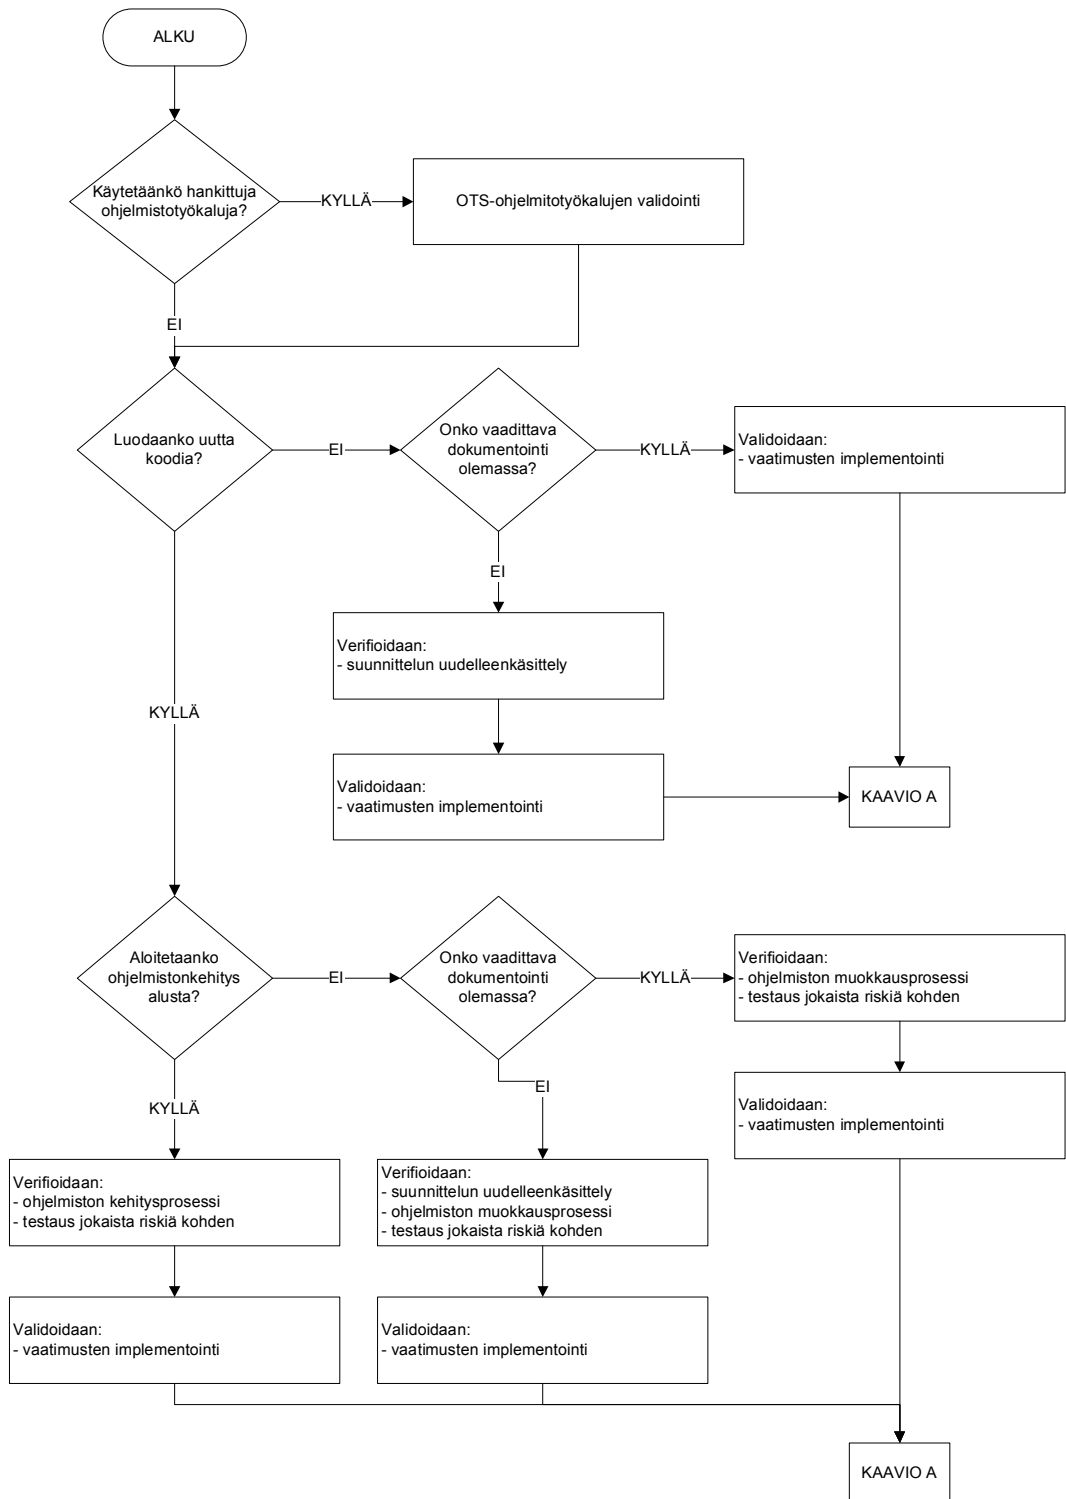 ALKU
Käytetäänkö hankittuja
ohjelmistotyökaluja?
KYLLÄ
OTS-ohjelmitotyökalujen validointi
EI
Luodaanko uutta
koodia?
EI
Onko vaadittava
dokumentointi
olemassa?
KYLLÄ
Validoidaan:
- vaatimusten implementointi
EI
Verifioidaan:
- suunnittelun uudelleenkäsittely
KYLLÄ
Validoidaan:
- vaatimusten implementointi
KAAVIO A
Aloitetaanko
ohjelmistonkehitys
alusta?
EI
Onko vaadittava
dokumentointi
olemassa?
KYLLÄ
Verifioidaan:
- ohjelmiston muokkausprosessi
- testaus jokaista riskiä kohden
EI
KYLLÄ
Validoidaan:
- vaatimusten implementointi
Verifioidaan:
- ohjelmiston kehitysprosessi
- testaus jokaista riskiä kohden
Verifioidaan:
- suunnittelun uudelleenkäsittely
- ohjelmiston muokkausprosessi
- testaus jokaista riskiä kohden
Validoidaan:
- vaatimusten implementointi
Validoidaan:
- vaatimusten implementointi
KAAVIO A